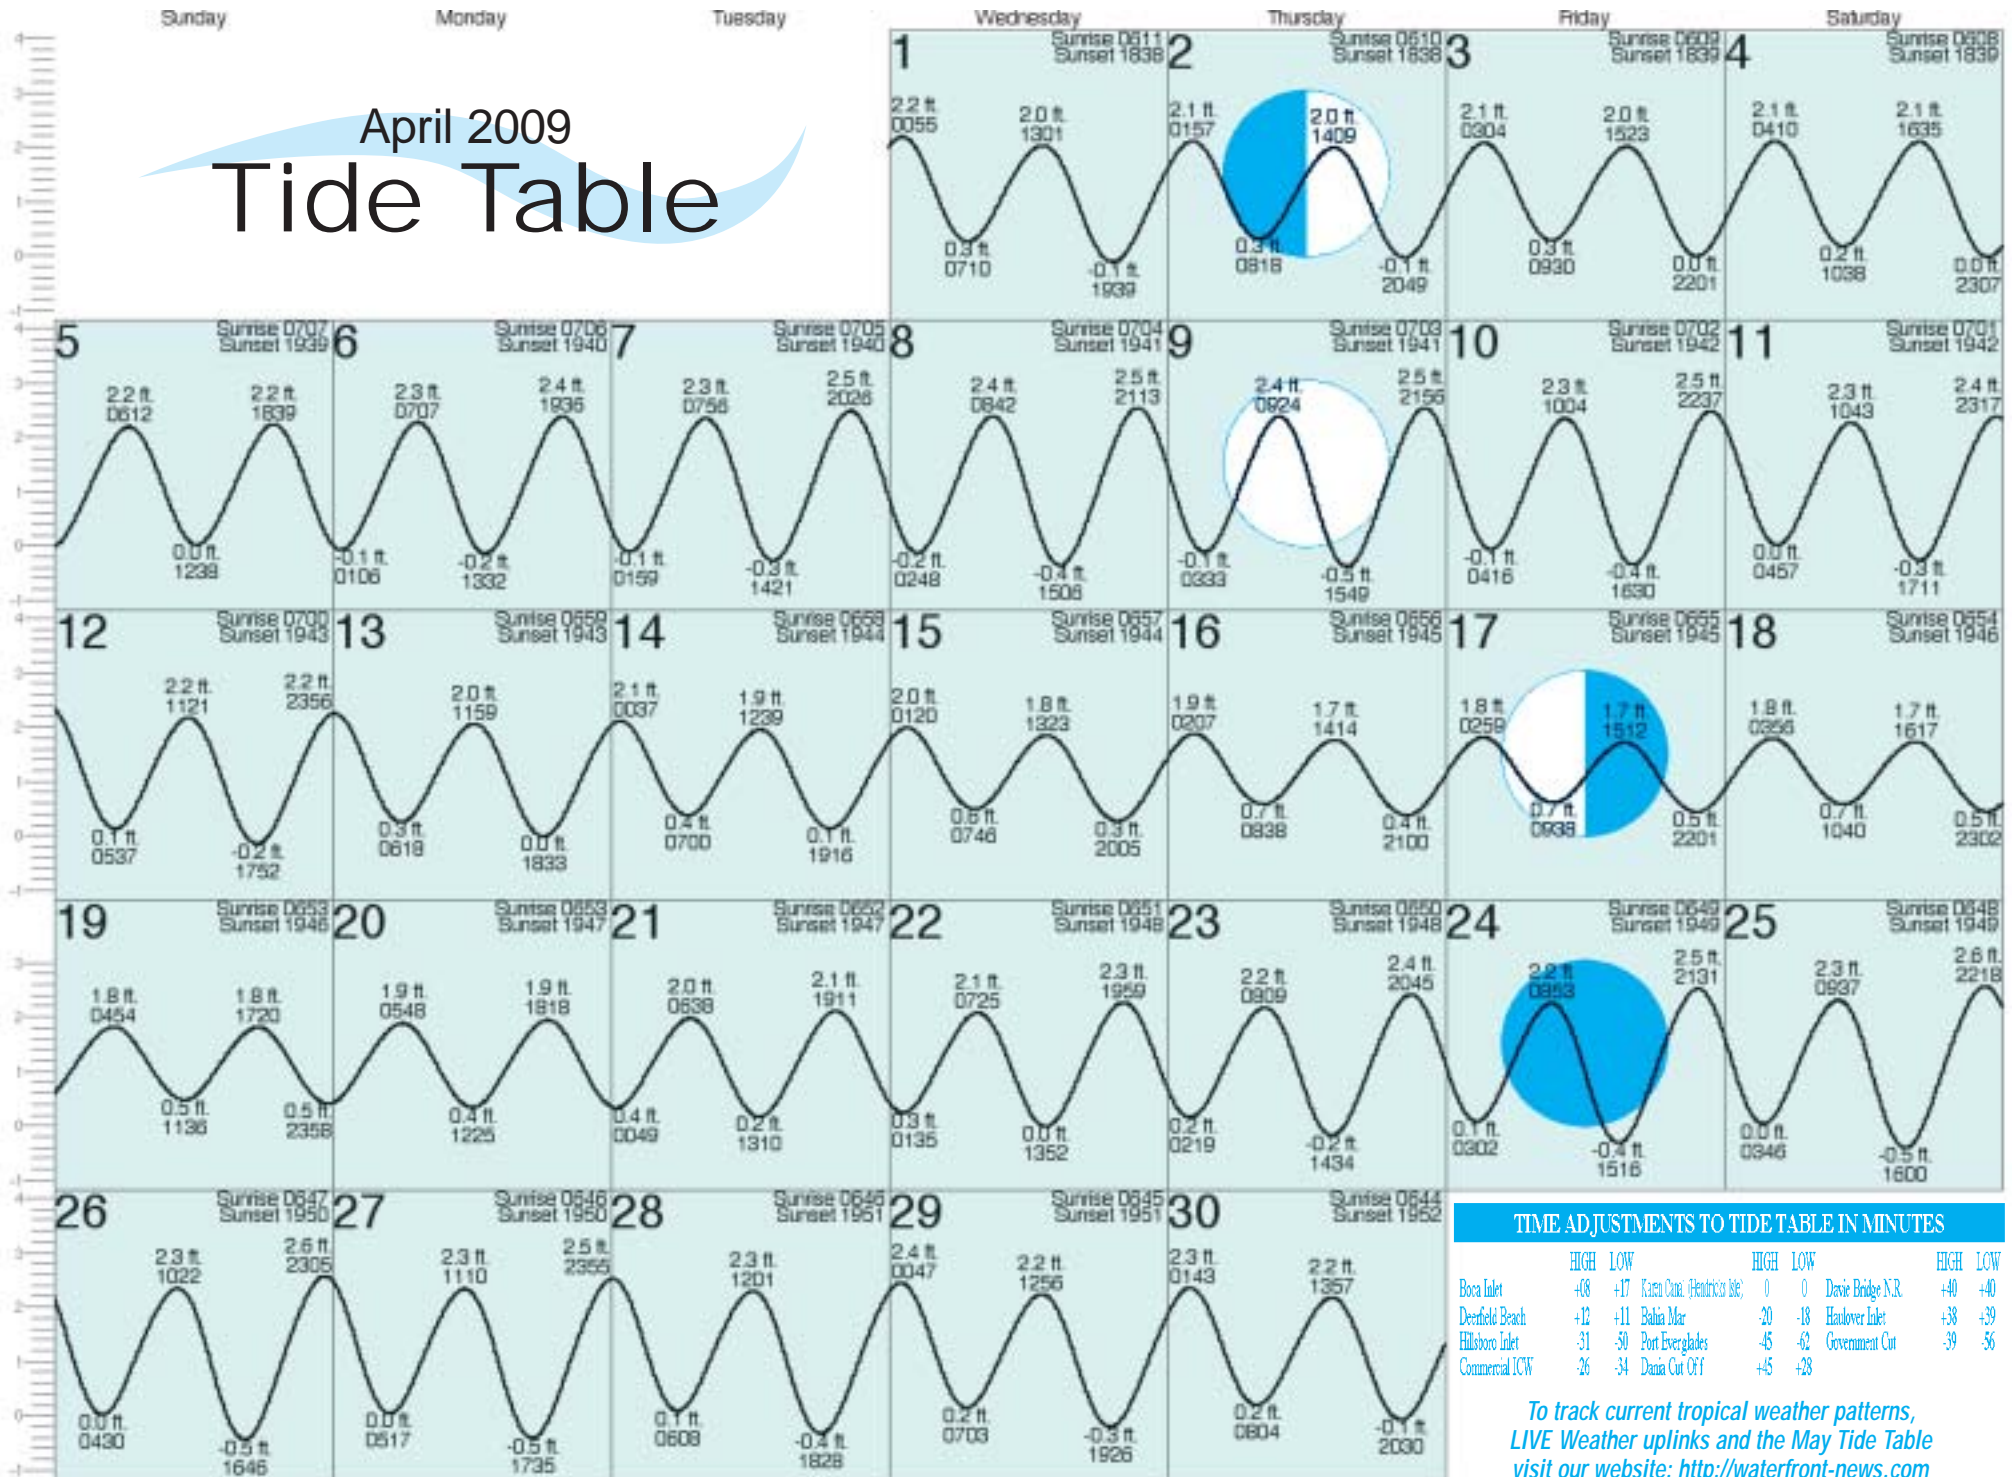 Sunday Monday Tuesday Wednesday Thursday Friday Saturday
April 2009
Tide Table
1
Sunrise 0611
Sunset 1838
2.2 ft.
0055
2.0 ft.
1301
0.3 ft.
0710
-0.1 ft.
1939
2
Sunrise 0610
Sunset 1838
2.1 ft.
0157
2.0 ft.
1409
0.3 ft.
0818
-0.1 ft.
2049
3
Sunrise 0609
Sunset 1839
2.1 ft.
0304
2.0 ft.
1523
0.3 ft.
0930
0.0 ft.
2201
4
Sunrise 0608
Sunset 1839
2.1 ft.
0410
2.1 ft.
1635
0.2 ft.
1038
0.0 ft.
2307
5
Sunrise 0707
Sunset 1939
2.2 ft.
0612
2.2 ft.
1839
0.0 ft.
1238
6
Sunrise 0706
Sunset 1940
2.3 ft.
0707
2.4 ft.
1936
-0.1 ft.
0106
-0.2 ft.
1332
7
Sunrise 0705
Sunset 1940
2.3 ft.
0756
2.5 ft.
2026
-0.1 ft.
0159
-0.3 ft.
1421
8
Sunrise 0704
Sunset 1941
2.4 ft.
0842
2.5 ft.
2113
-0.2 ft.
0248
-0.4 ft.
1506
9
Sunrise 0703
Sunset 1941
2.4 ft.
0924
2.5 ft.
2156
-0.1 ft.
0333
-0.5 ft.
1549
10
Sunrise 0702
Sunset 1942
2.3 ft.
1004
2.5 ft.
2237
-0.1 ft.
0416
-0.4 ft.
1630
11
Sunrise 0701
Sunset 1942
2.3 ft.
1043
2.4 ft.
2317
0.0 ft.
0457
-0.3 ft.
1711
12
Sunrise 0700
Sunset 1943
2.2 ft.
1121
2.2 ft.
2356
0.1 ft.
0537
-0.2 ft.
1752
13
Sunrise 0659
Sunset 1943
2.0 ft.
1159
0.3 ft.
0618
0.0 ft.
1833
14
Sunrise 0658
Sunset 1944
2.1 ft.
0037
1.9 ft.
1239
0.4 ft.
0700
0.1 ft.
1916
15
Sunrise 0657
Sunset 1944
2.0 ft.
0120
1.8 ft.
1323
0.6 ft.
0746
0.3 ft.
2005
16
Sunrise 0656
Sunset 1945
1.9 ft.
0207
1.7 ft.
1414
0.7 ft.
0838
0.4 ft.
2100
17
Sunrise 0655
Sunset 1945
1.8 ft.
0259
1.7 ft.
1512
0.7 ft.
0938
0.5 ft.
2201
18
Sunrise 0654
Sunset 1946
1.8 ft.
0356
1.7 ft.
1617
0.7 ft.
1040
0.5 ft.
2302
19
Sunrise 0653
Sunset 1946
1.8 ft.
0454
1.8 ft.
1720
0.5 ft.
1136
0.5 ft.
2358
20
Sunrise 0653
Sunset 1947
1.9 ft.
0548
1.9 ft.
1818
0.4 ft.
1225
21
Sunrise 0652
Sunset 1947
2.0 ft.
0638
2.1 ft.
1911
0.4 ft.
0049
0.2 ft.
1310
22
Sunrise 0651
Sunset 1948
2.1 ft.
0725
2.3 ft.
1959
0.3 ft.
0135
0.0 ft.
1352
23
Sunrise 0650
Sunset 1948
2.2 ft.
0809
2.4 ft.
2045
0.2 ft.
0219
-0.2 ft.
1434
24
Sunrise 0649
Sunset 1949
2.2 ft.
0853
2.5 ft.
2131
0.1 ft.
0302
-0.4 ft.
1516
25
Sunrise 0648
Sunset 1949
2.3 ft.
0937
2.6 ft.
2218
0.0 ft.
0346
-0.5 ft.
1600
26
Sunrise 0647
Sunset 1950
2.3 ft.
1022
2.6 ft.
2305
0.0 ft.
0430
-0.5 ft.
1646
27
Sunrise 0646
Sunset 1950
2.3 ft.
1110
2.5 ft.
2355
0.0 ft.
0517
-0.5 ft.
1735
28
Sunrise 0646
Sunset 1951
2.3 ft.
1201
0.1 ft.
0608
-0.4 ft.
1828
29
Sunrise 0645
Sunset 1951
2.4 ft.
0047
2.2 ft.
1256
0.2 ft.
0703
-0.3 ft.
1926
30
Sunrise 0644
Sunset 1952
2.3 ft.
0143
2.2 ft.
1357
0.2 ft.
0804
-0.1 ft.
2030
TIME ADJUSTMENTS TO TIDE TABLE IN MINUTES
HIGH LOW HIGH LOW HIGH LOW
Boca Inlet +08 +17 Karen Canal (Hendricks Isle) 0 0 Davie Bridge N.R. +40 +40
Deerfield Beach +12 +11 Bahia Mar -20 -18 Haulover Inlet +38 +39
Hillsboro Inlet -31 -50 Port Everglades -45 -62 Government Cut -39 -56
Commercial ICW -26 -34 Dania Cut Off +45 +28
To track current tropical weather patterns,
LIVE Weather uplinks and the May Tide Table
visit our website: http://waterfront-news.com